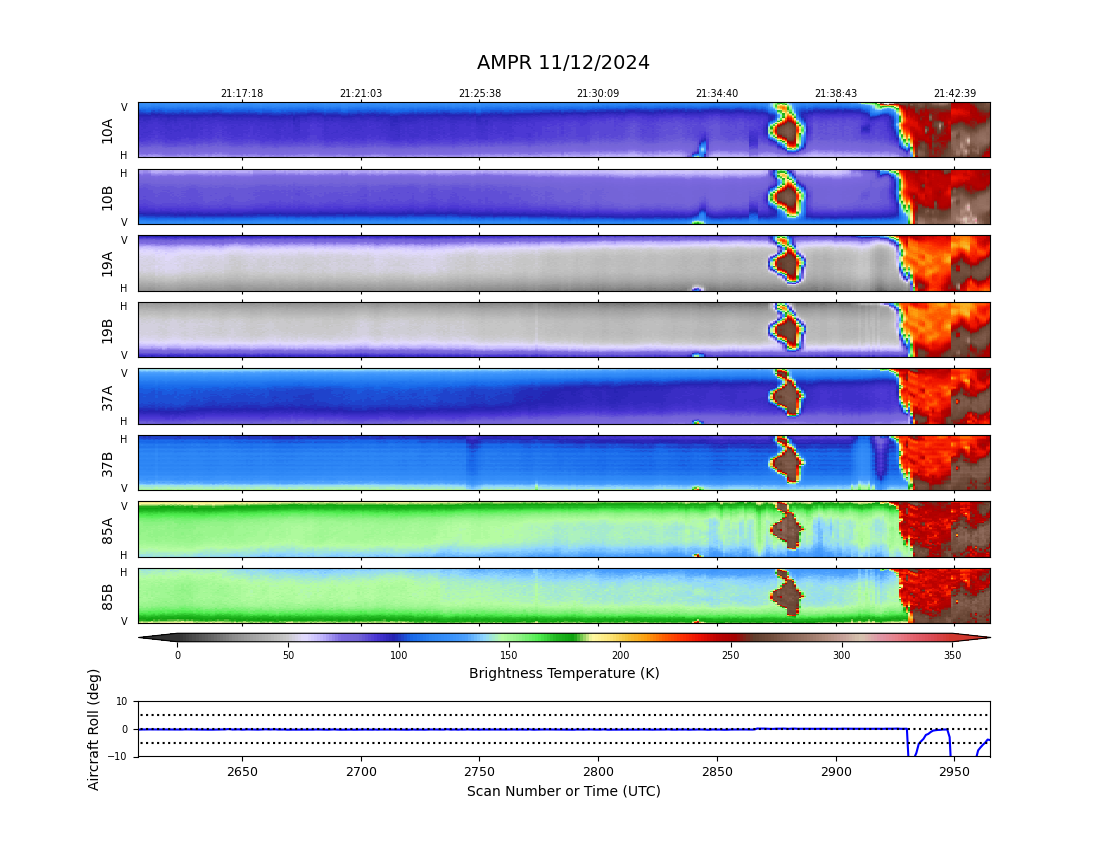 AMPR 11/12/2024
21:17:18 21:21:03 21:25:38 21:30:09 21:34:40 21:38:43 21:42:39
V
10A
H
H
10B
V
V
19A
H
H
19B
V
V
37A
H
H
37B
V
V
85A
H
H
85B
V
0 50 100 150 200 250 300 350
Brightness Temperature (K)
Aircraft Roll (deg)
10
0
−10
2650 2700 2750 2800 2850 2900 2950
Scan Number or Time (UTC)